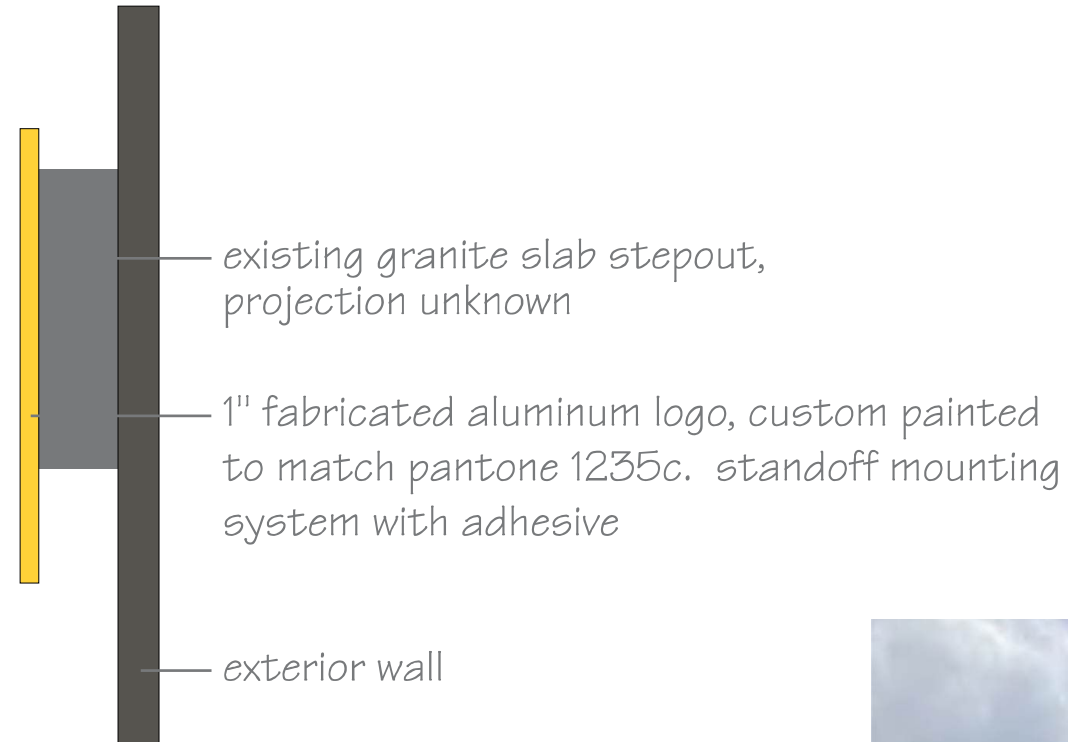 existing granite slab stepout,
projection unknown
1" fabricated aluminum logo, custom painted
to match pantone 1235c.  standoff mounting
system with adhesive
exterior wall